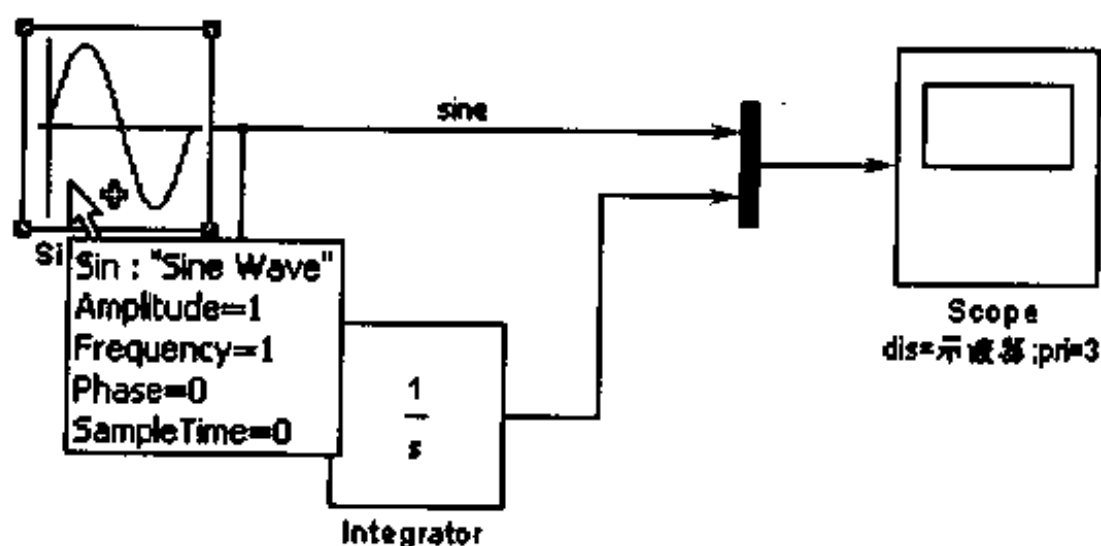 sine
Si
Sin : "Sine Wave"
Amplitude=1
Frequency=1
Phase=0
SampleTime=0
1
s
Integrator
Scope
dis=示波器;pri=3